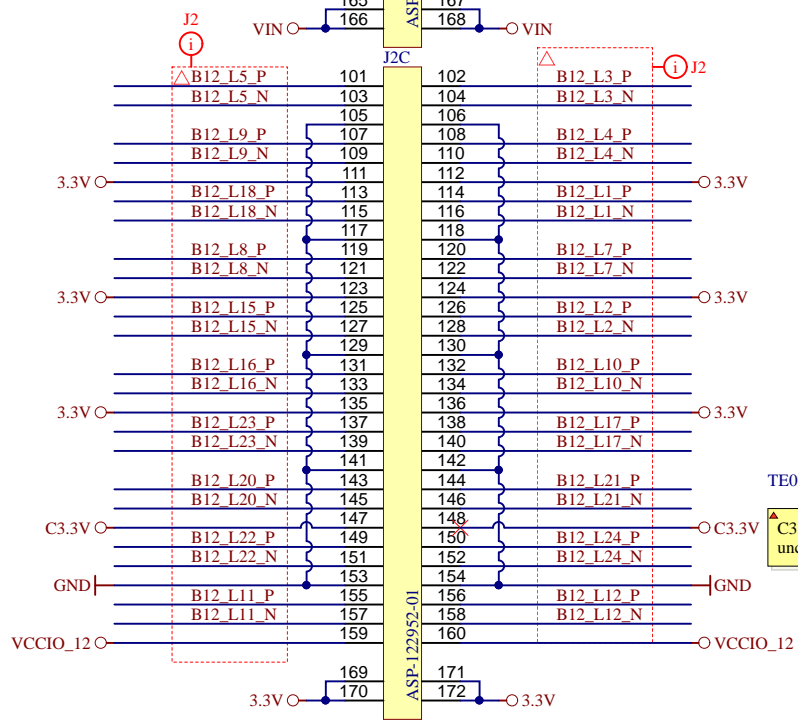 165 167
VIN 166 168 VIN
ASP
J2
J2C
J2
B12_L5_P 101 102 B12_L3_P
B12_L5_N 103 104 B12_L3_N
105 106
B12_L9_P 107 108 B12_L4_P
B12_L9_N 109 110 B12_L4_N
3.3V 111 112 3.3V
B12_L18_P 113 114 B12_L1_P
B12_L18_N 115 116 B12_L1_N
117 118
B12_L8_P 119 120 B12_L7_P
B12_L8_N 121 122 B12_L7_N
3.3V 123 124 3.3V
B12_L15_P 125 126 B12_L2_P
B12_L15_N 127 128 B12_L2_N
129 130
B12_L16_P 131 132 B12_L10_P
B12_L16_N 133 134 B12_L10_N
3.3V 135 136 3.3V
B12_L23_P 137 138 B12_L17_P
B12_L23_N 139 140 B12_L17_N
141 142
B12_L20_P 143 144 B12_L21_P
B12_L20_N 145 146 B12_L21_N
C3.3V 147 148 C3.3V
B12_L22_P 149 150 B12_L24_P
B12_L22_N 151 152 B12_L24_N
GND 153 154 GND
B12_L11_P 155 156 B12_L12_P
B12_L11_N 157 158 B12_L12_N
VCCIO_12 159 160 VCCIO_12
ASP-122952-01
169 171
3.3V 170 172 3.3V
TE0
C3
unc